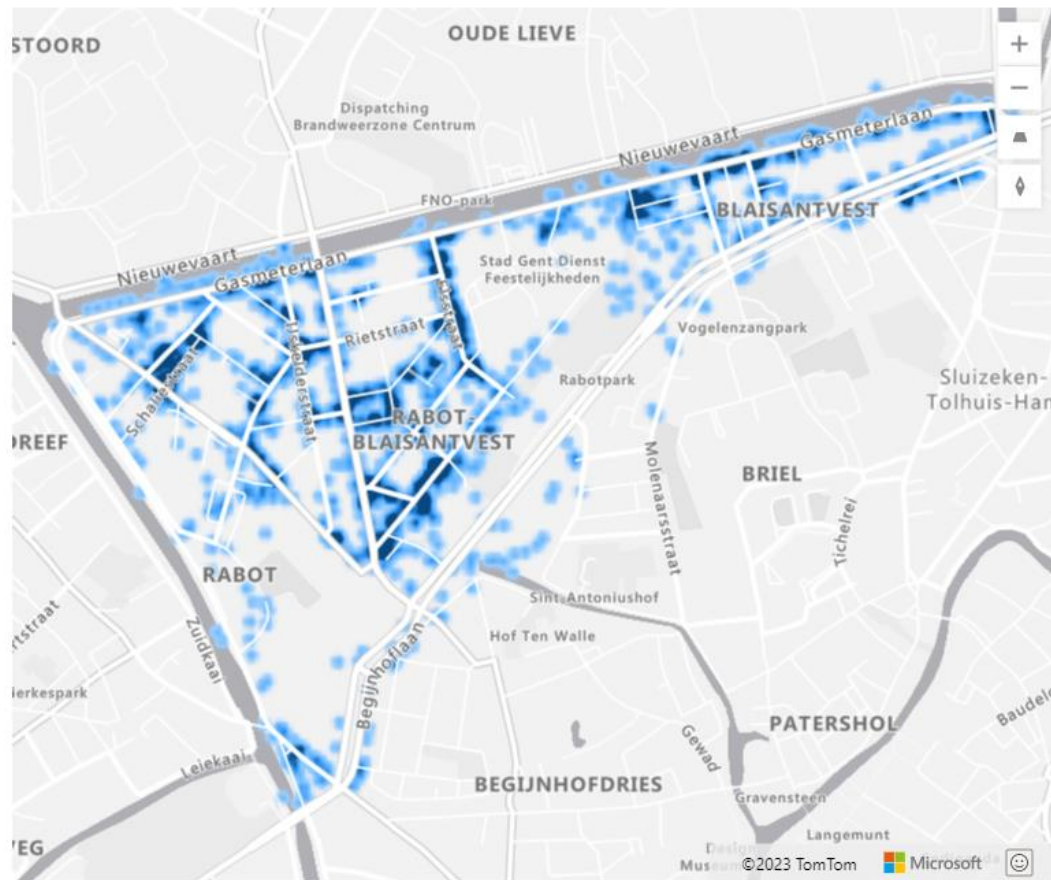 OUDE LIEVE
STOORD
Dispatching
Brandweerzone Centrum
Nieuwevaart
Gasmeterlaan
FNO-park
BLAISANTVEST
Nieuwevaart
Gasmeterlaan
Stad Gent Dienst
Feestelijkheden
Rietstraat
Vogelenzangpark
Rabotpark
Sluizeken-
Tolhuis-Ham
RABOT-
BLAISANTVEST
DREEF
Molenaarsstraat
BRIEL
Tichelrei
RABOT
Sint-Antoniushof
Hof Ten Walle
Zuidkaai
Begijnhoflaan
PATERSHOL
Gewad
Leiekaai
BEGIJNHOFDRIES
Gravensteen
Langemunt
©2023 TomTom
Microsoft